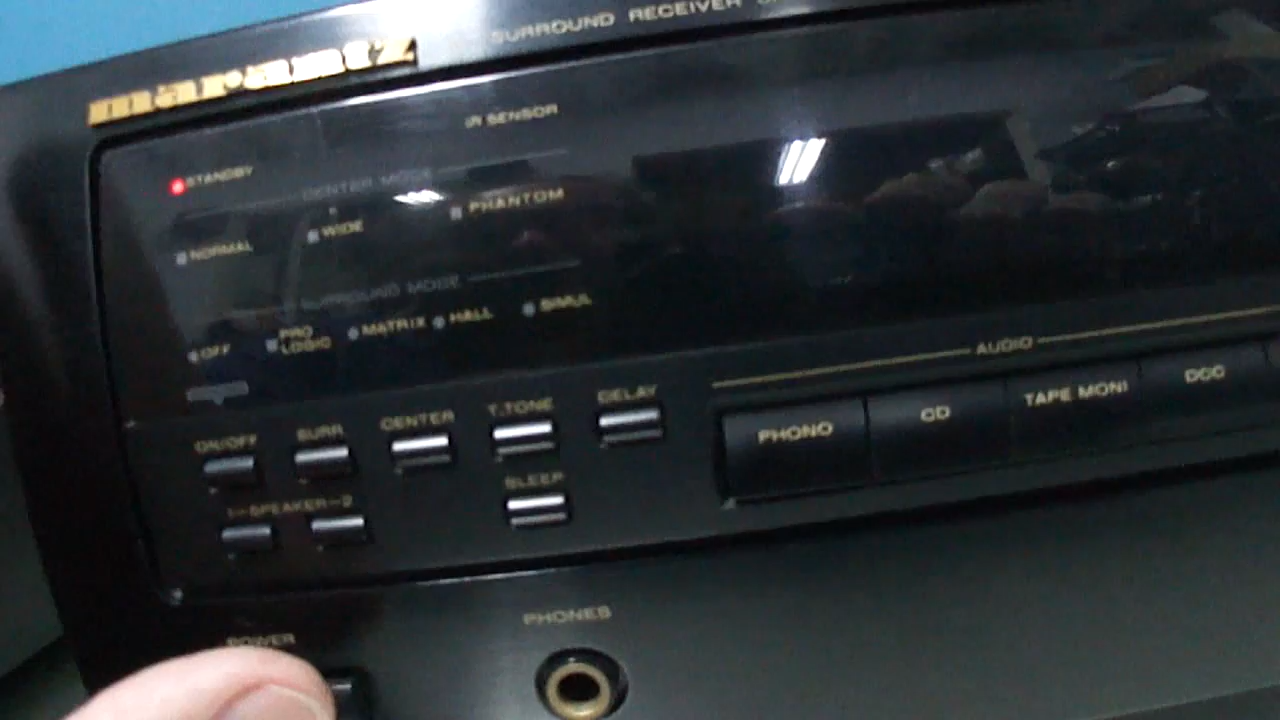 marantz
SURROUND RECEIVER
IR SENSOR
STANDBY
CENTER MODE
NORMAL WIDE PHANTOM
SURROUND MODE
OFF PRO LOGIC MATRIX HALL SIMUL
AUDIO
PHONO CD TAPE MONI DCC
ON/OFF SURR CENTER T.TONE DELAY
1-SPEAKER-2 SLEEP
PHONES
POWER